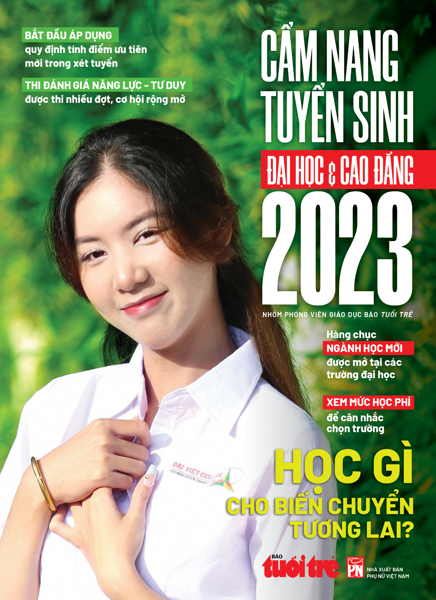 BẮT ĐẦU ÁP DỤNG
quy định tính điểm ưu tiên
mới trong xét tuyển
THI ĐÁNH GIÁ NĂNG LỰC - TƯ DUY
được thi nhiều đợt, cơ hội rộng mở
CẨM NANG
TUYỂN SINH
ĐẠI HỌC & CAO ĐẲNG
2023
NHÓM PHÓNG VIÊN GIÁO DỤC BÁO TUỔI TRẺ
Hàng chục
NGÀNH HỌC MỚI
được mở tại các
trường đại học
XEM MỨC HỌC PHÍ
để cân nhắc
chọn trường
DAI VIET COLLEGE
HỌC GÌ
CHO BIẾN CHUYỂN
TƯƠNG LAI?
BÁO
tuổi trẻ
PN
NHÀ XUẤT BẢN
PHỤ NỮ VIỆT NAM